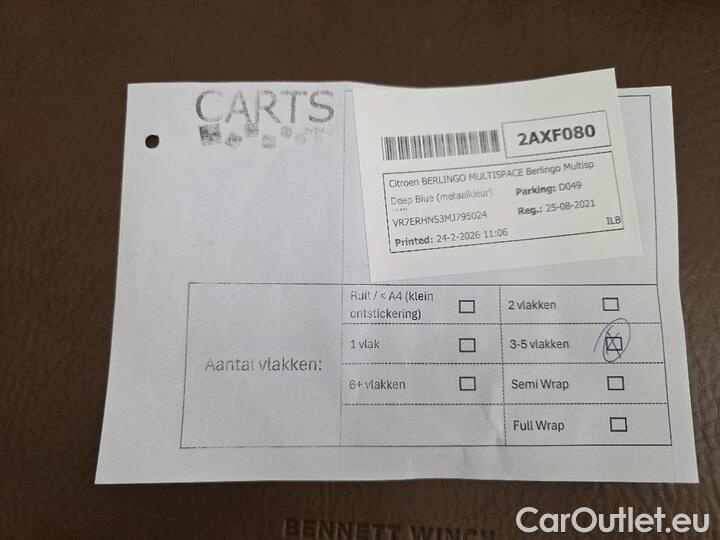 CARTS
2AXF080
Citroen BERLINGO MULTISPACE Berlingo Multisp
Deep Blue (metaalkleur) Parking: D049
VR7ERHNS3MJ795024 Reg.: 25-08-2021
Printed: 24-2-2026 11:06 ILB
Aantal vlakken:
Ruit / < A4 (klein
ontstickering)
2 vlakken
1 vlak
3-5 vlakken
6+ vlakken
Semi Wrap
Full Wrap
BENNETT WINCH
CarOutlet.eu